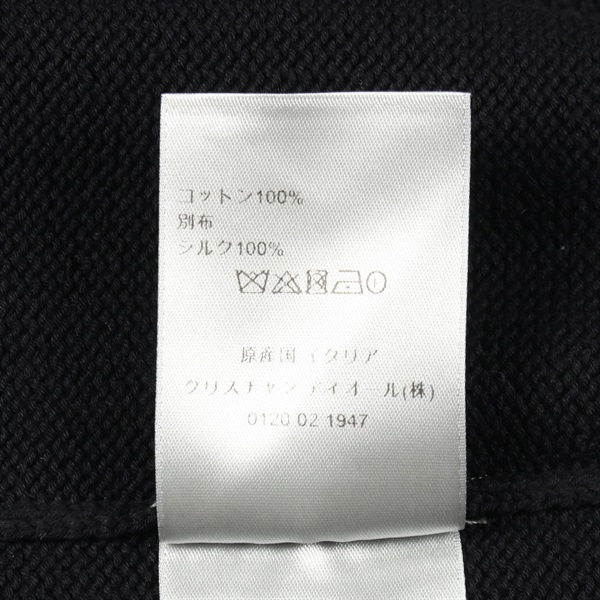 コットン100%
別布
シルク100%
原産国イタリア
クリスチャン ディオール(株)
0120 02 1947